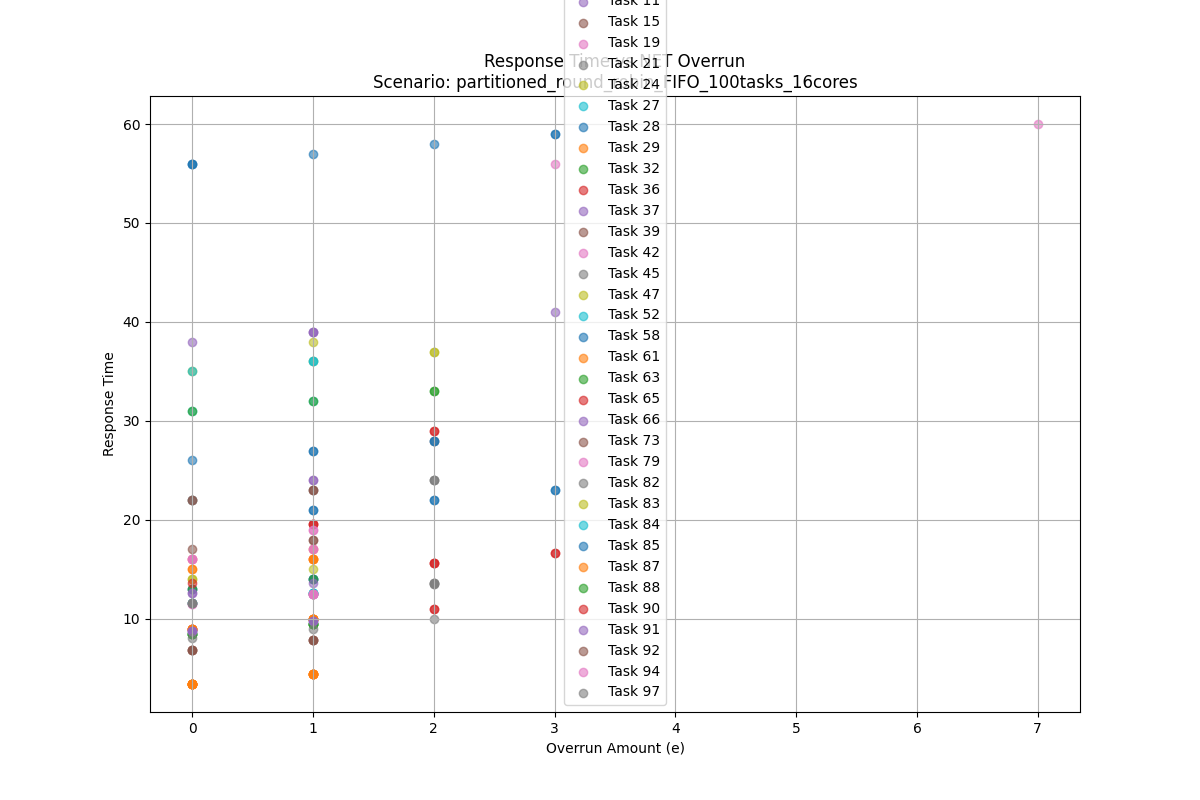 Response Time vs NET Overrun
Scenario: partitioned_round_robin_FIFO_100tasks_16cores
Task 11
Task 15
Task 19
Task 21
Task 24
Task 27
Task 28
Task 29
Task 32
Task 36
Task 37
Task 39
Task 42
Task 45
Task 47
Task 52
Task 58
Task 61
Task 63
Task 65
Task 66
Task 73
Task 79
Task 82
Task 83
Task 84
Task 85
Task 87
Task 88
Task 90
Task 91
Task 92
Task 94
Task 97
Response Time
60
50
40
30
20
10
0 1 2 3 4 5 6 7
Overrun Amount (e)